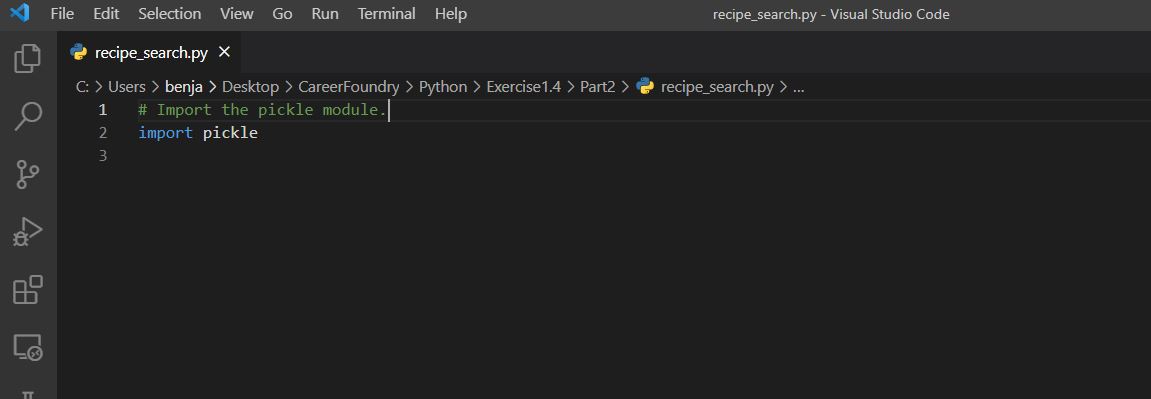 File Edit Selection View Go Run Terminal Help recipe_search.py - Visual Studio Code
recipe_search.py ✕
C: > Users > benja > Desktop > CareerFoundry > Python > Exercise1.4 > Part2 > recipe_search.py > ...
1 # Import the pickle module.
2 import pickle
3